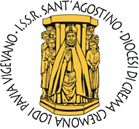 I.S.S.R. SANT'AGOSTINO · DIOCESI DI CREMA CREMONA LODI PAVIA VIGEVANO ·